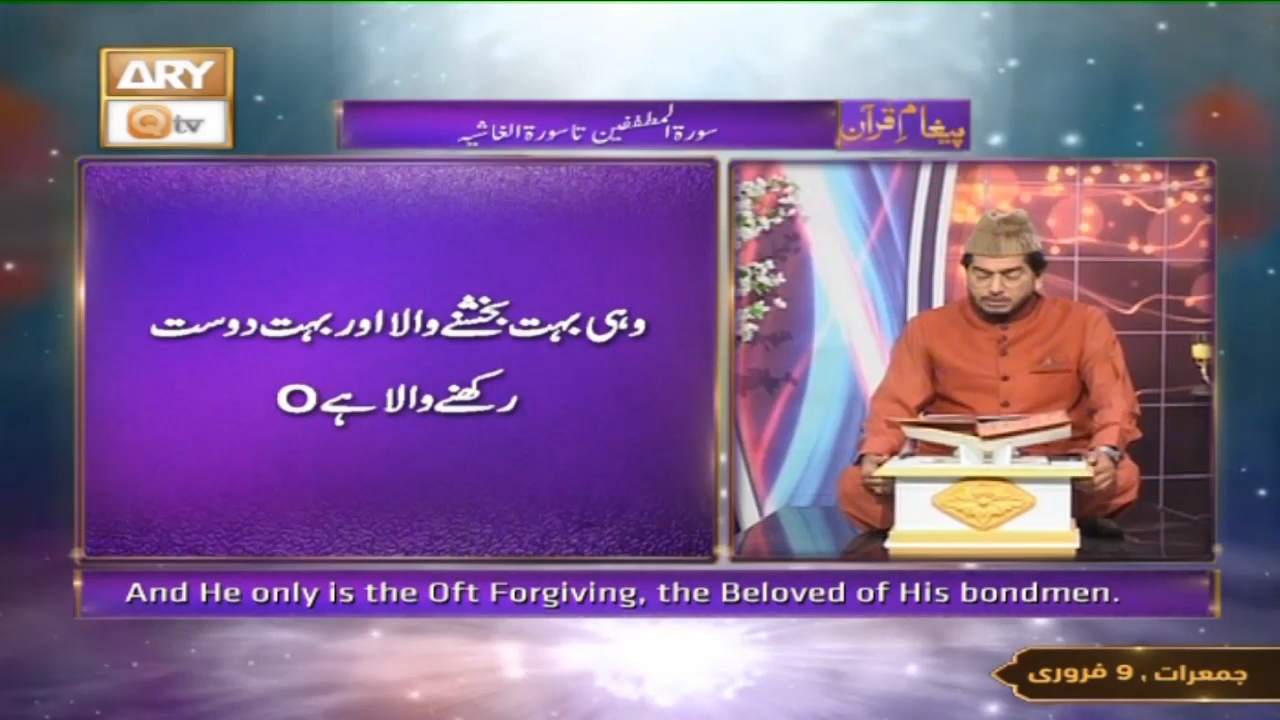 ARY
Qtv
پیغامِ قرآن
سورۃ المطففین تا سورۃ الغاشیہ
وہی بہت بخشنے والا اور بہت دوست
رکھنے والا ہے O
And He only is the Oft Forgiving, the Beloved of His bondmen.
جمعرات , 9 فروری